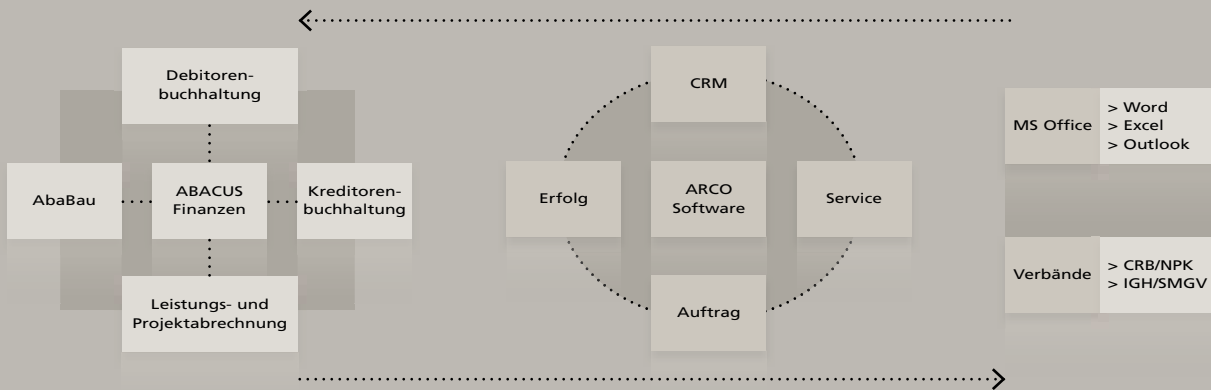 Debitoren-
buchhaltung
AbaBau
ABACUS
Finanzen
Kreditoren-
buchhaltung
Leistungs- und
Projektabrechnung
CRM
Erfolg
ARCO
Software
Service
Auftrag
MS Office
> Word
> Excel
> Outlook
Verbände
> CRB/NPK
> IGH/SMGV